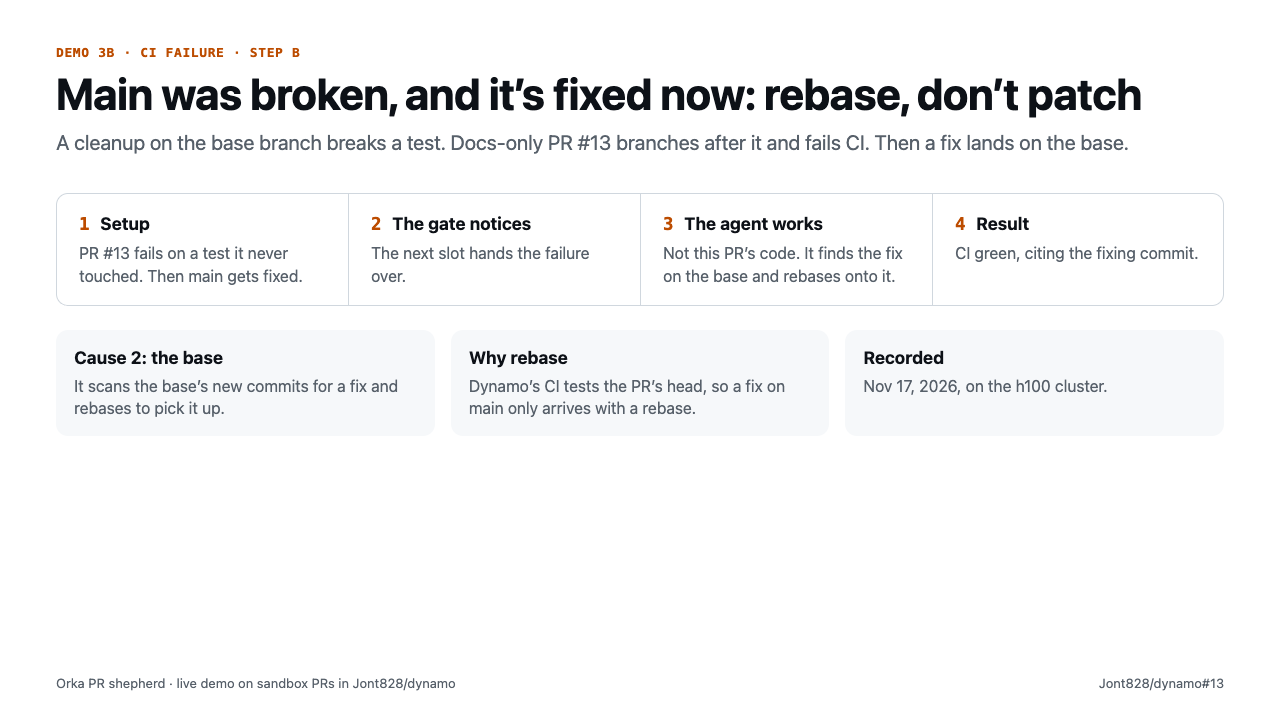 DEMO 3B · CI FAILURE · STEP B
Main was broken, and it’s fixed now: rebase, don’t patch
A cleanup on the base branch breaks a test. Docs-only PR #13 branches after it and fails CI. Then a fix lands on the base.
1 Setup
PR #13 fails on a test it never
touched. Then main gets fixed.
2 The gate notices
The next slot hands the failure
over.
3 The agent works
Not this PR’s code. It finds the fix
on the base and rebases onto it.
4 Result
CI green, citing the fixing commit.
Cause 2: the base
It scans the base’s new commits for a fix and
rebases to pick it up.
Why rebase
Dynamo’s CI tests the PR’s head, so a fix on
main only arrives with a rebase.
Recorded
Nov 17, 2026, on the h100 cluster.
Orka PR shepherd · live demo on sandbox PRs in Jont828/dynamo
Jont828/dynamo#13